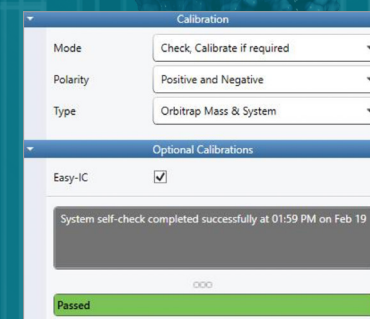 Calibration
Mode Check, Calibrate if required
Polarity Positive and Negative
Type Orbitrap Mass & System
Optional Calibrations
Easy-IC
System self-check completed successfully at 01:59 PM on Feb 19
Passed